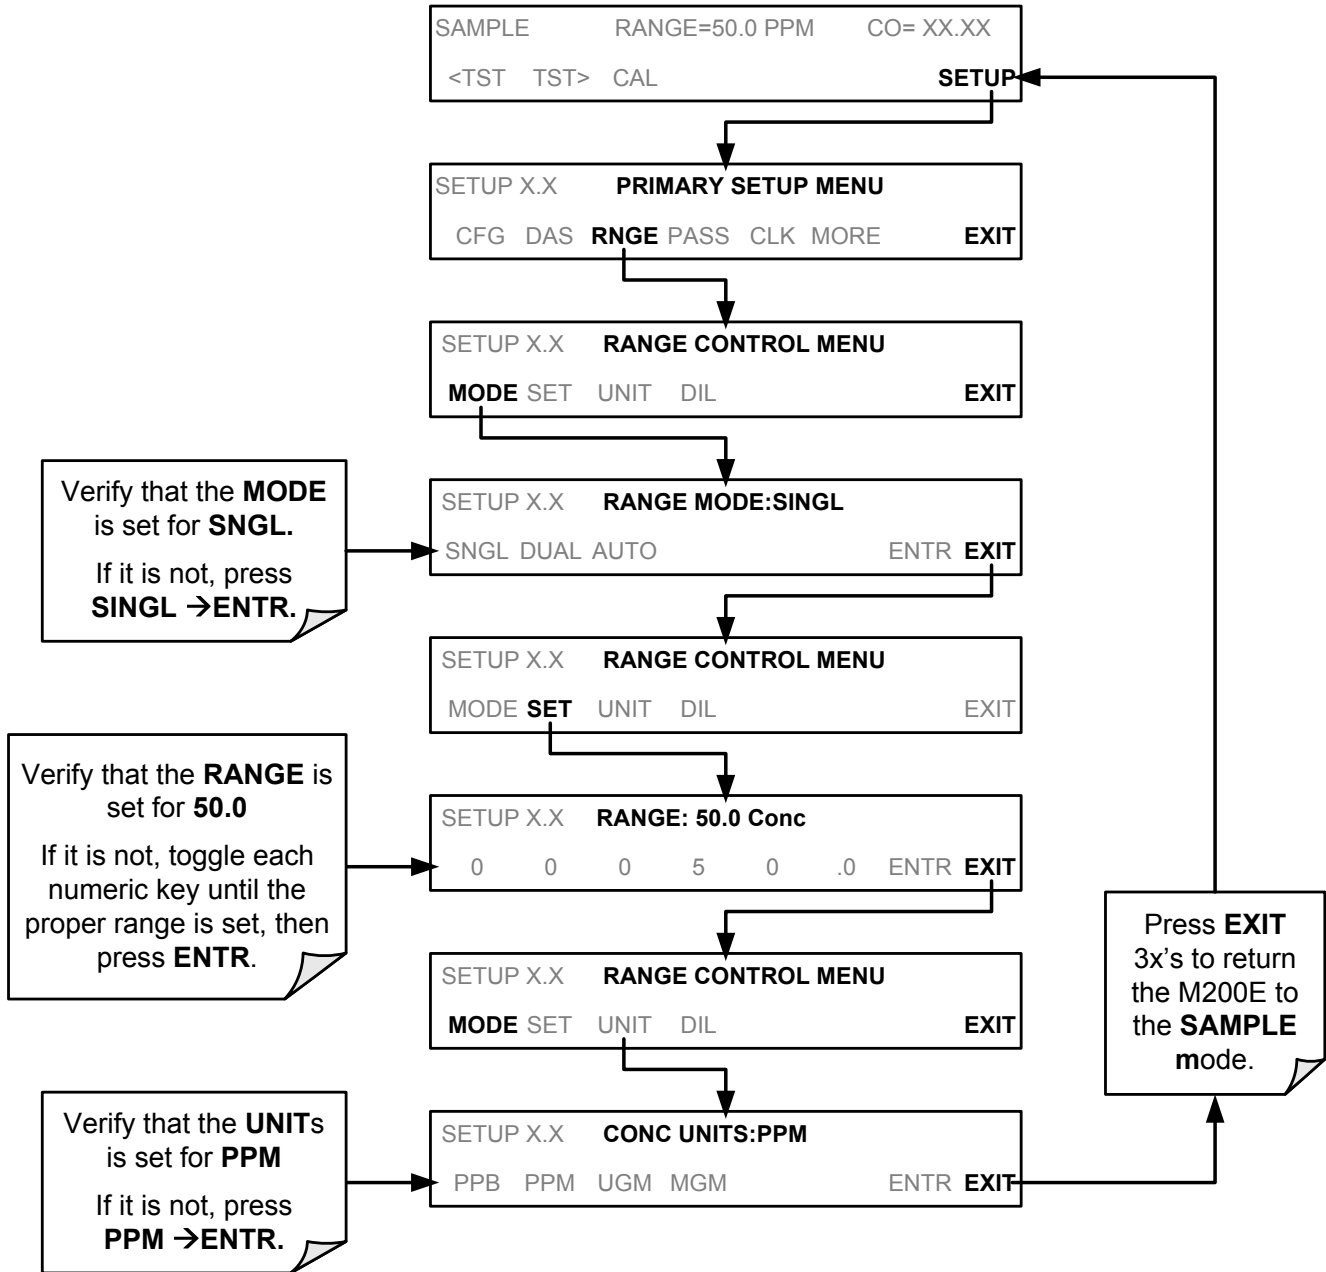 SAMPLE RANGE=50.0 PPM CO= XX.XX
<TST TST> CAL SETUP
SETUP X.X PRIMARY SETUP MENU
CFG DAS RNGE PASS CLK MORE EXIT
SETUP X.X RANGE CONTROL MENU
MODE SET UNIT DIL EXIT
Verify that the MODE
is set for SNGL.
If it is not, press
SINGL →ENTR.
SETUP X.X RANGE MODE:SINGL
SNGL DUAL AUTO ENTR EXIT
SETUP X.X RANGE CONTROL MENU
MODE SET UNIT DIL EXIT
Verify that the RANGE is
set for 50.0
If it is not, toggle each
numeric key until the
proper range is set, then
press ENTR.
SETUP X.X RANGE: 50.0 Conc
0 0 0 5 0 .0 ENTR EXIT
SETUP X.X RANGE CONTROL MENU
MODE SET UNIT DIL EXIT
Press EXIT
3x's to return
the M200E to
the SAMPLE
mode.
Verify that the UNITs
is set for PPM
If it is not, press
PPM →ENTR.
SETUP X.X CONC UNITS:PPM
PPB PPM UGM MGM ENTR EXIT